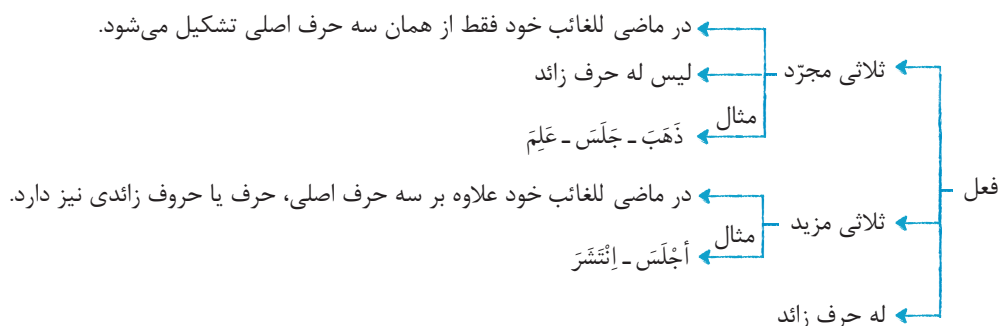 در ماضی للغائب خود فقط از همان سه حرف اصلی تشکیل می‌شود.
ثلاثی مجرّد
لیس له حرف زائد
مثال
ذَهَبَ ـ جَلَسَ ـ عَلِمَ
فعل
در ماضی للغائب خود علاوه بر سه حرف اصلی، حرف یا حروف زائدی نیز دارد.
ثلاثی مزید
مثال
أجْلَسَ ـ اِنْتَشَرَ
له حرف زائد